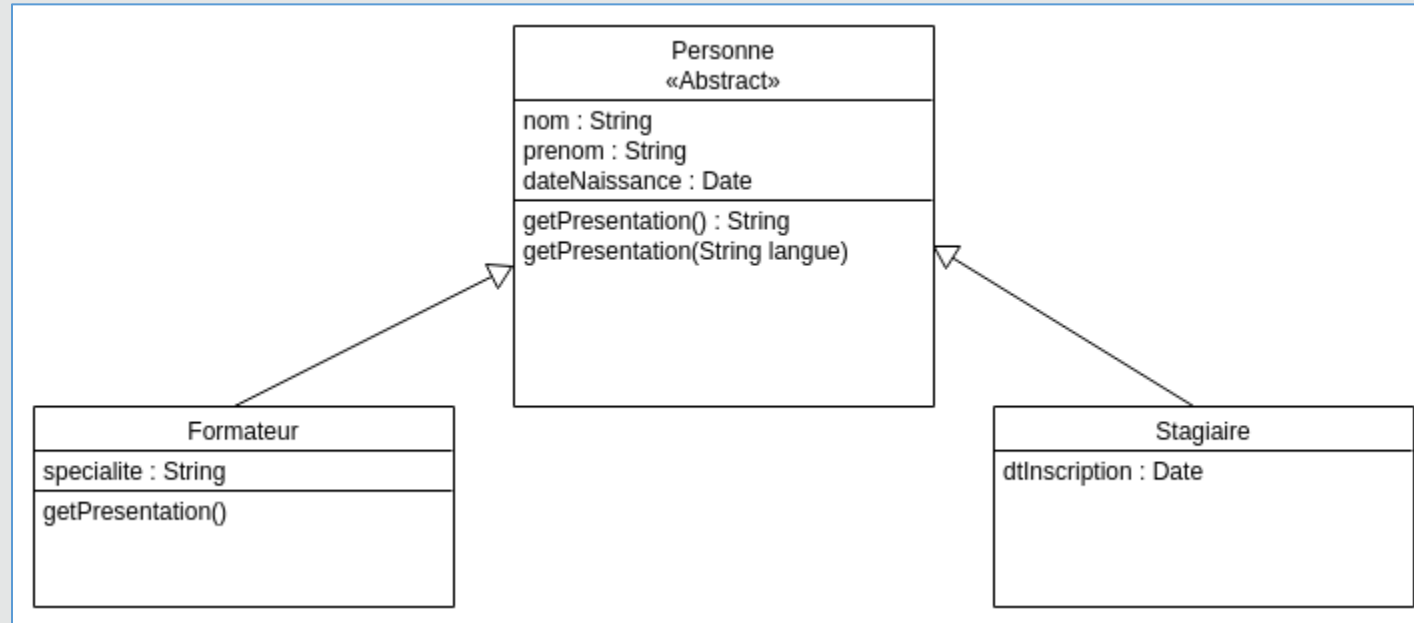 Personne
«Abstract»
nom : String
prenom : String
dateNaissance : Date
getPresentation() : String
getPresentation(String langue)
Formateur
specialite : String
getPresentation()
Stagiaire
dtInscription : Date